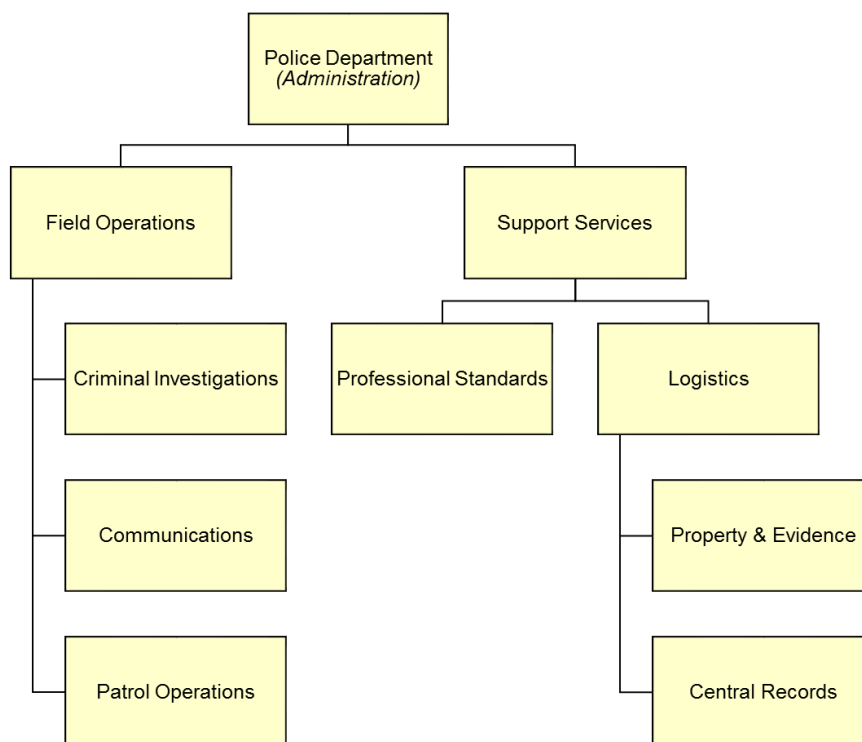 Police Department
(Administration)
Field Operations
Support Services
Criminal Investigations
Professional Standards
Logistics
Communications
Property & Evidence
Patrol Operations
Central Records